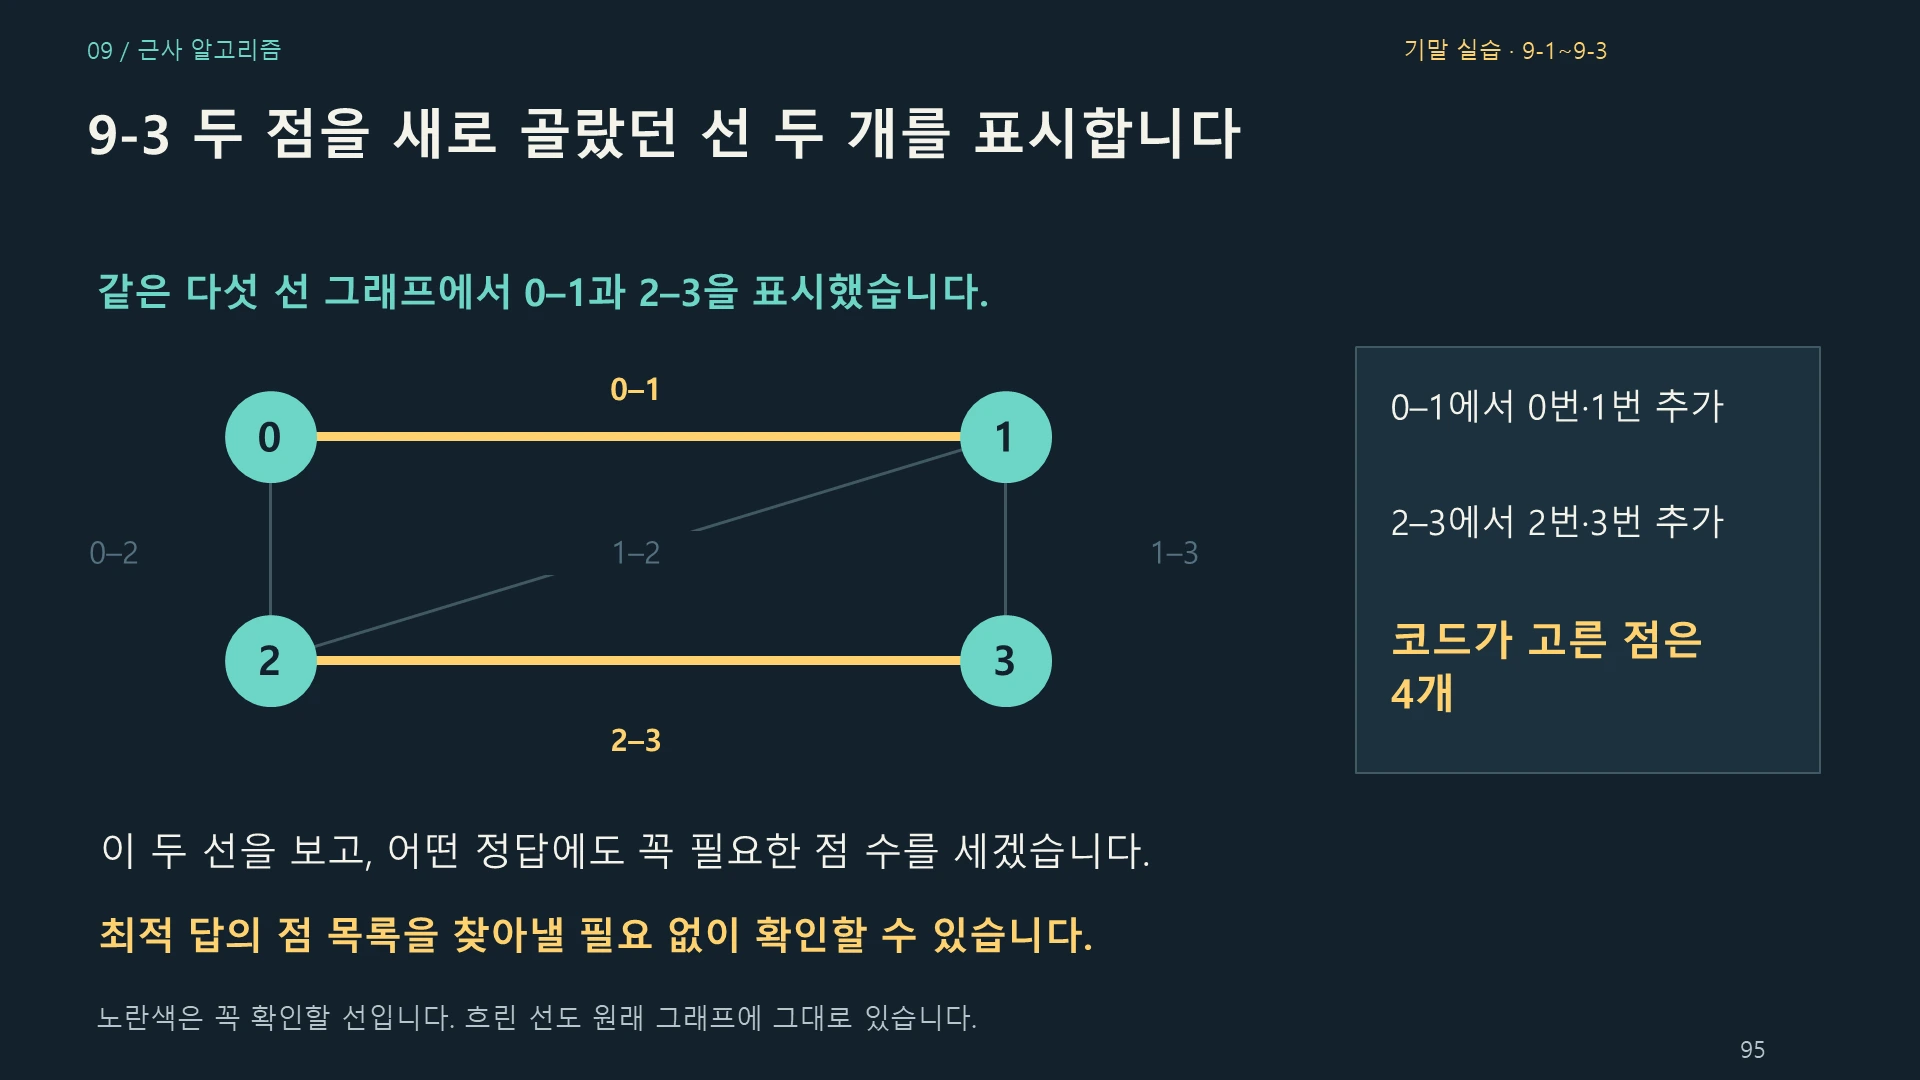 09 / 근사 알고리즘
기말 실습 · 9-1~9-3
9-3 두 점을 새로 골랐던 선 두 개를 표시합니다
같은 다섯 선 그래프에서 0–1과 2–3을 표시했습니다.
0–1
0
1
0–2
1–2
1–3
2
3
2–3
0–1에서 0번·1번 추가
2–3에서 2번·3번 추가
코드가 고른 점은
4개
이 두 선을 보고, 어떤 정답에도 꼭 필요한 점 수를 세겠습니다.
최적 답의 점 목록을 찾아낼 필요 없이 확인할 수 있습니다.
노란색은 꼭 확인할 선입니다. 흐린 선도 원래 그래프에 그대로 있습니다.
95